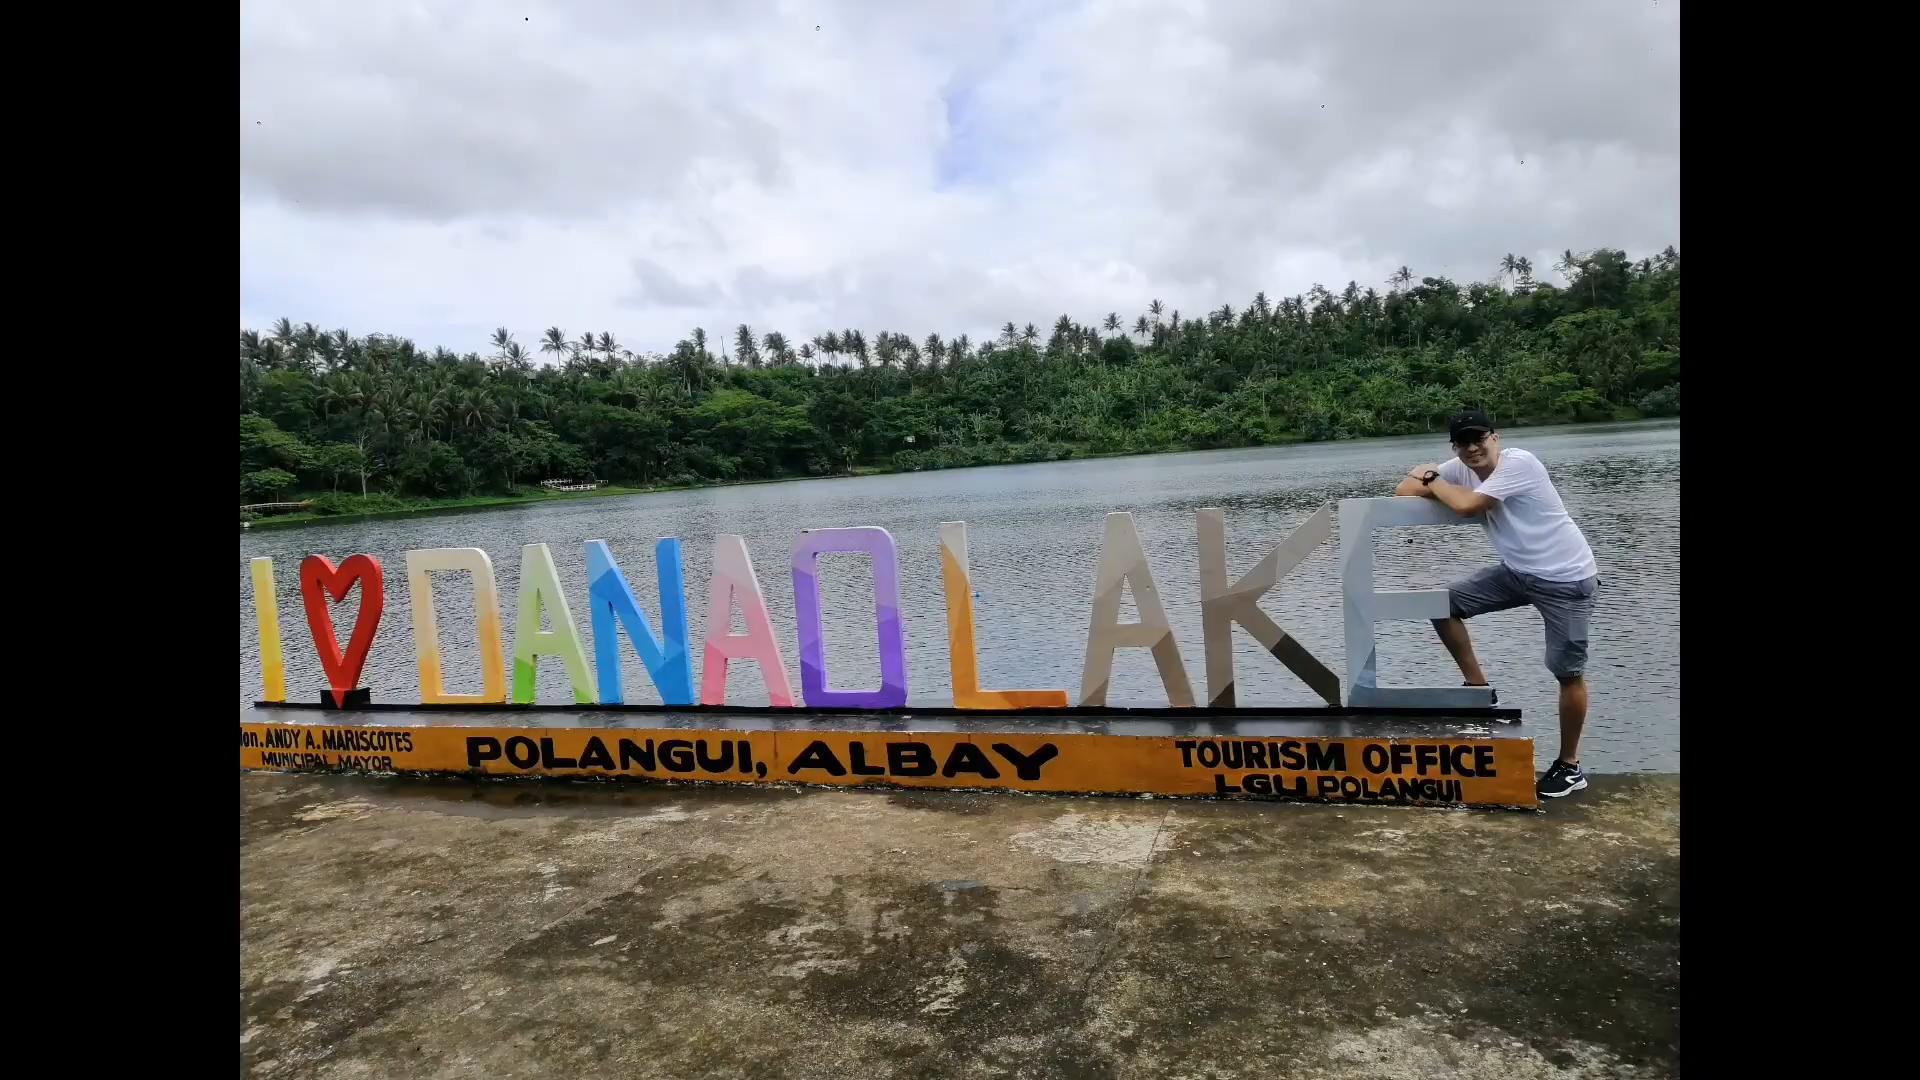 I ♥ DANAO LAKE
on. ANDY A. MARISCOTES
MUNICIPAL MAYOR
POLANGUI, ALBAY
TOURISM OFFICE
LGU POLANGUI